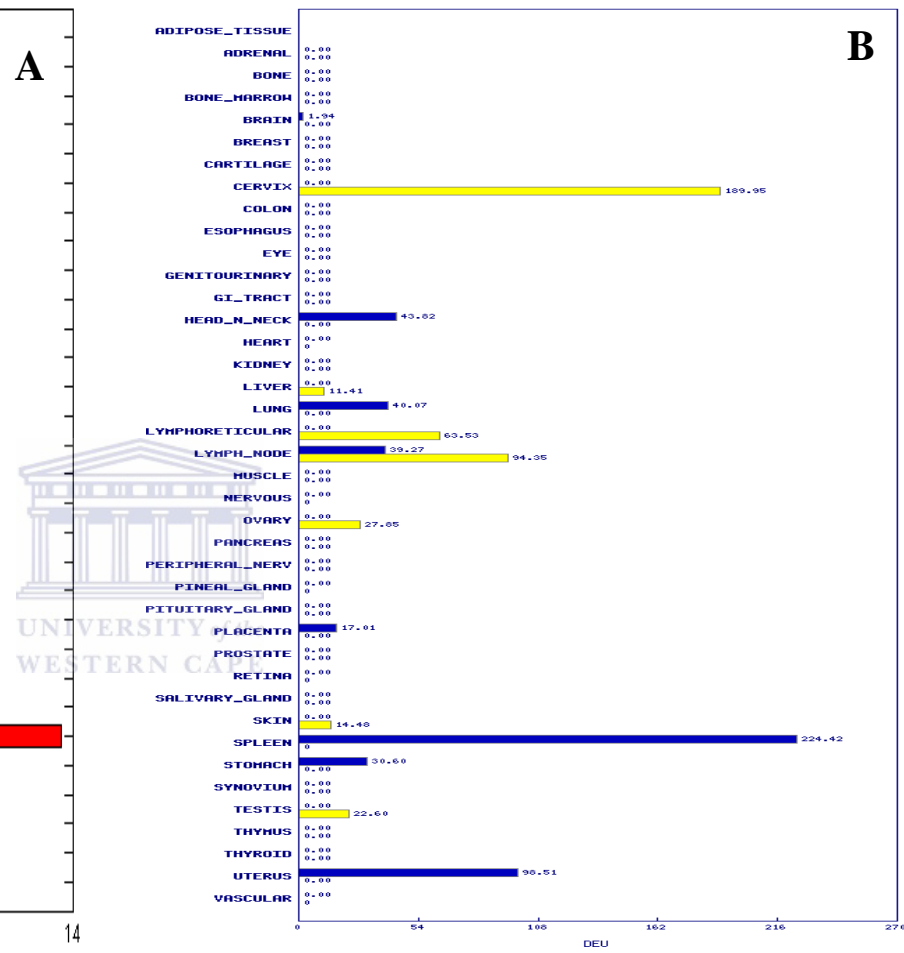 A
B
ADIPOSE_TISSUE
ADRENAL 0.00 0.00
BONE 0.00 0.00
BONE_MARROW 0.00 0.00
BRAIN 1.94 0.00
BREAST 0.00 0.00
CARTILAGE 0.00 0.00
CERVIX 0.00 189.95
COLON 0.00 0.00
ESOPHAGUS 0.00 0.00
EYE 0.00 0.00
GENITOURINARY 0.00 0.00
GI_TRACT 0.00 0.00
HEAD_N_NECK 43.82 0.00
HEART 0.00 0
KIDNEY 0.00 0.00
LIVER 0.00 11.41
LUNG 40.07 0.00
LYMPHORETICULAR 0.00 63.53
LYMPH_NODE 39.27 94.35
MUSCLE 0.00 0.00
NERVOUS 0.00 0
OVARY 0.00 27.85
PANCREAS 0.00 0.00
PERIPHERAL_NERV 0.00 0.00
PINEAL_GLAND 0.00 0
PITUITARY_GLAND 0.00 0.00
PLACENTA 17.01 0.00
PROSTATE 0.00 0.00
RETINA 0.00 0
SALIVARY_GLAND 0.00 0.00
SKIN 0.00 14.48
SPLEEN 224.42 0
STOMACH 30.60 0.00
SYNOVIUM 0.00 0.00
TESTIS 0.00 22.60
THYMUS 0.00 0.00
THYROID 0.00 0.00
UTERUS 98.51 0.00
VASCULAR 0.00 0
14
0 54 108 162 216 270
DEU
UNIVERSITY of the
WESTERN CAPE